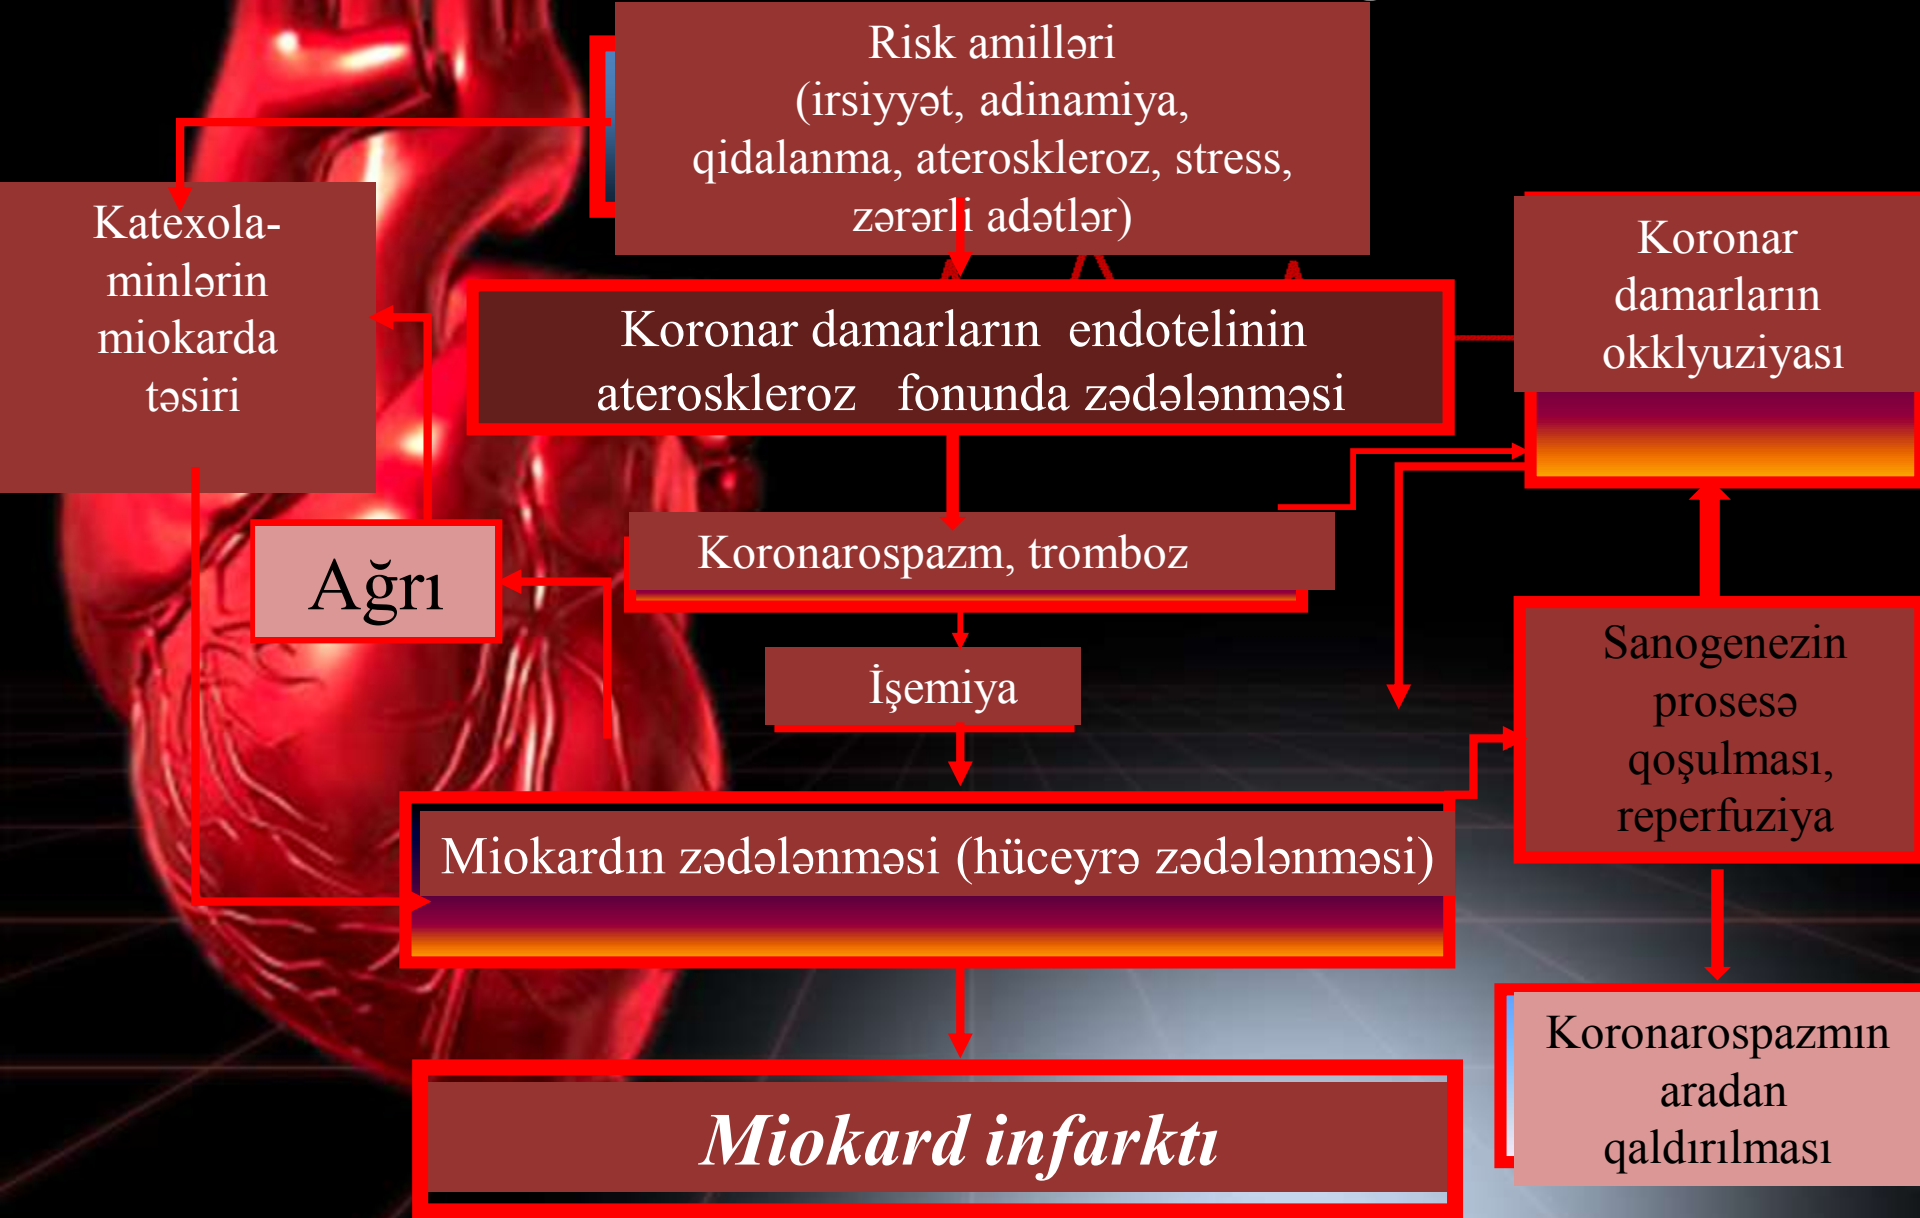 Risk amilləri
(irsiyyət, adinamiya,
qidalanma, ateroskleroz, stress,
zərərli adətlər)
Katexola-
minlərin
miokarda
təsiri
Koronar
damarların
okklyuziyası
Koronar damarların endotelinin
ateroskleroz fonunda zədələnməsi
Koronarospazm, tromboz
Ağrı
İşemiya
Sanogenezin
prosesə
qoşulması,
reperfuziya
Miokardın zədələnməsi (hüceyrə zədələnməsi)
Koronarospazmın
aradan
qaldırılması
Miokard infarktı